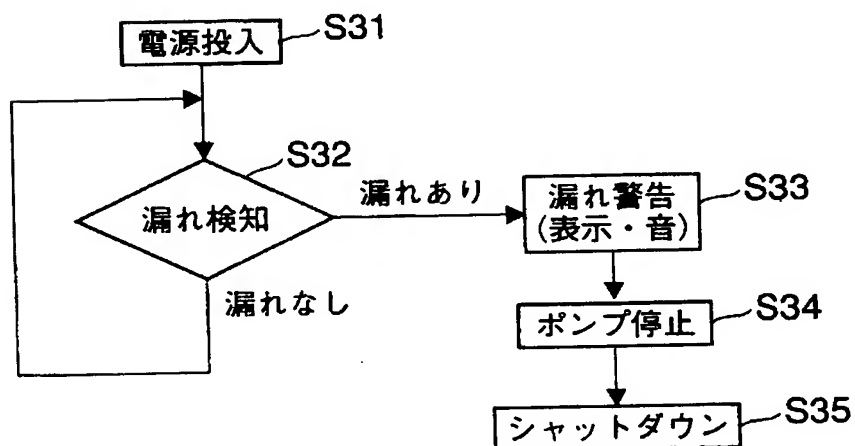 電源投入
S31
漏れ検知
S32
漏れあり
漏れなし
漏れ警告
(表示・音)
S33
ポンプ停止
S34
シャットダウン
S35